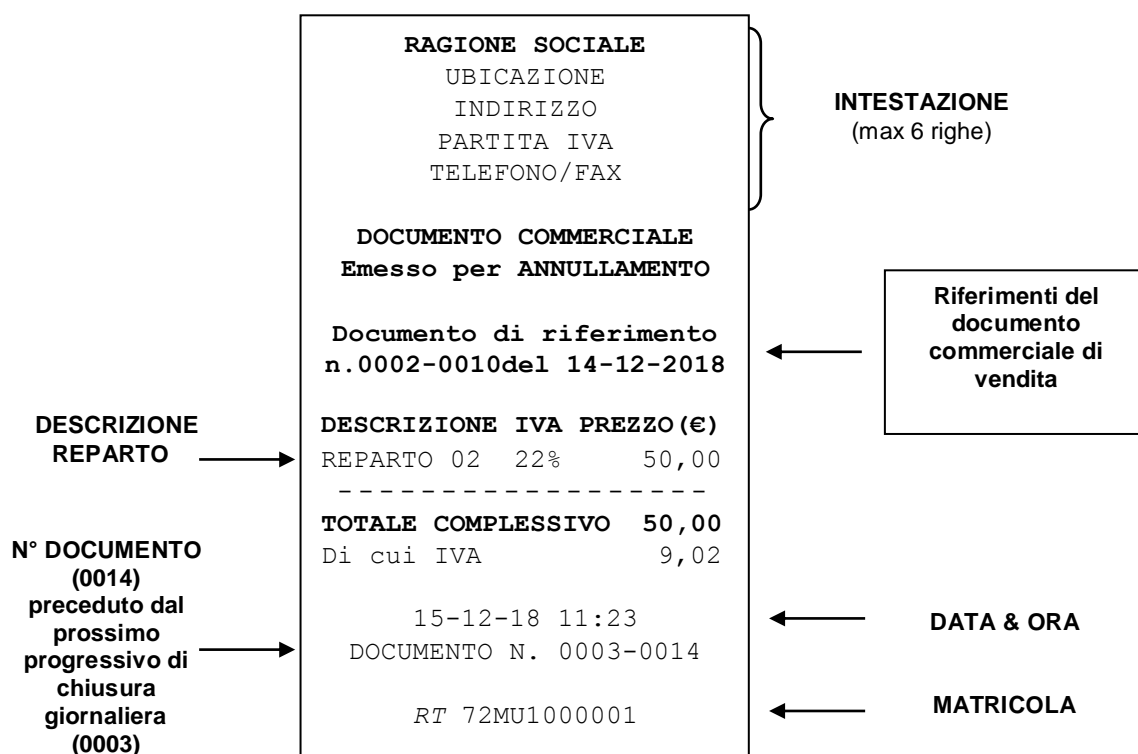 RAGIONE SOCIALE
UBICAZIONE
INDIRIZZO
PARTITA IVA
TELEFONO/FAX
INTESTAZIONE
(max 6 righe)
DOCUMENTO COMMERCIALE
Emesso per ANNULLAMENTO
Documento di riferimento
n.0002-0010del 14-12-2018
Riferimenti del
documento
commerciale di
vendita
DESCRIZIONE
REPARTO
DESCRIZIONE IVA PREZZO(€)
REPARTO 02 22% 50,00
- - - - - - - - - - - - - - - - - - -
TOTALE COMPLESSIVO 50,00
Di cui IVA 9,02
N° DOCUMENTO
(0014)
preceduto dal
prossimo
progressivo di
chiusura
giornaliera
(0003)
15-12-18 11:23
DOCUMENTO N. 0003-0014
DATA & ORA
RT 72MU1000001
MATRICOLA